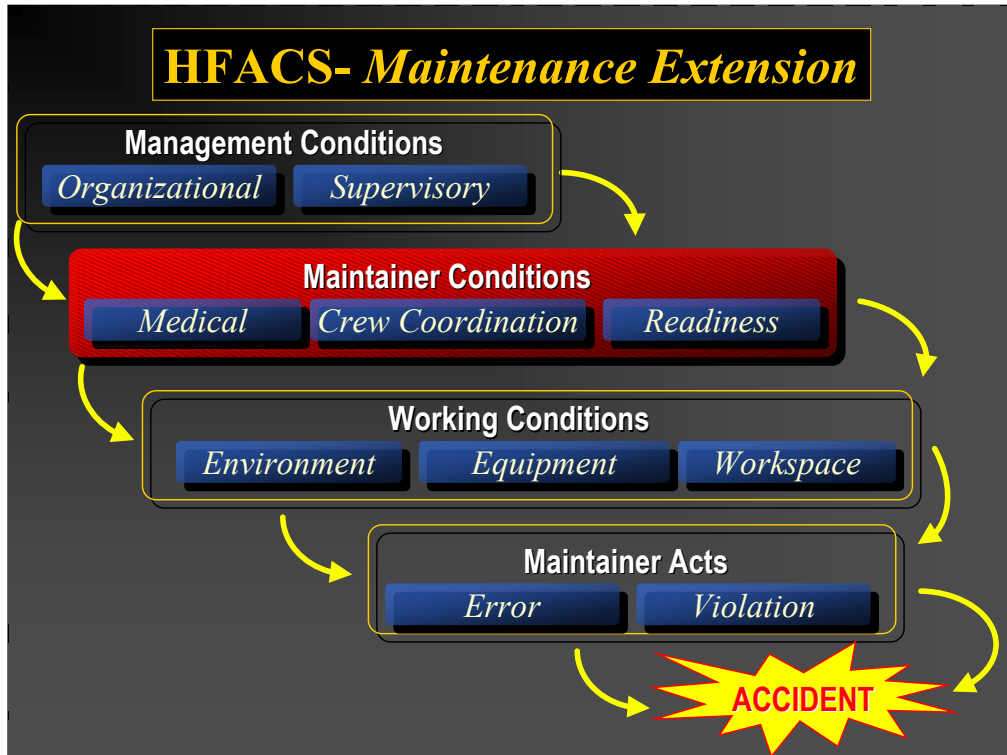 HFACS- Maintenance Extension
Management Conditions
Organizational Supervisory
Maintainer Conditions
Medical Crew Coordination Readiness
Working Conditions
Environment Equipment Workspace
Maintainer Acts
Error Violation
ACCIDENT